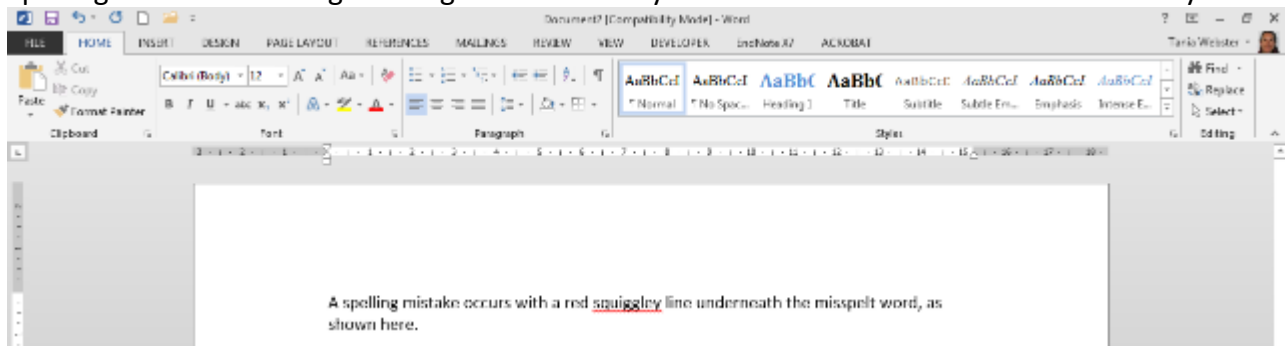 Document2 [Compatibility Mode] - Word
FILE HOME INSERT DESIGN PAGE LAYOUT REFERENCES MAILINGS REVIEW VIEW DEVELOPER EndNote X7 ACROBAT Tania Webster
Cut
Copy
Paste
Format Painter
Calibri (Body) 12
AaBbCcI AaBbCcI AaBb( AaBb( AaBbCcC AaBbCcI AaBbCcI AaBbCcI
Normal No Spac... Heading 1 Title Subtitle Subtle Em... Emphasis Intense E...
Find
Replace
Select
Clipboard Font Paragraph Styles Editing
A spelling mistake occurs with a red squiggley line underneath the misspelt word, as
shown here.